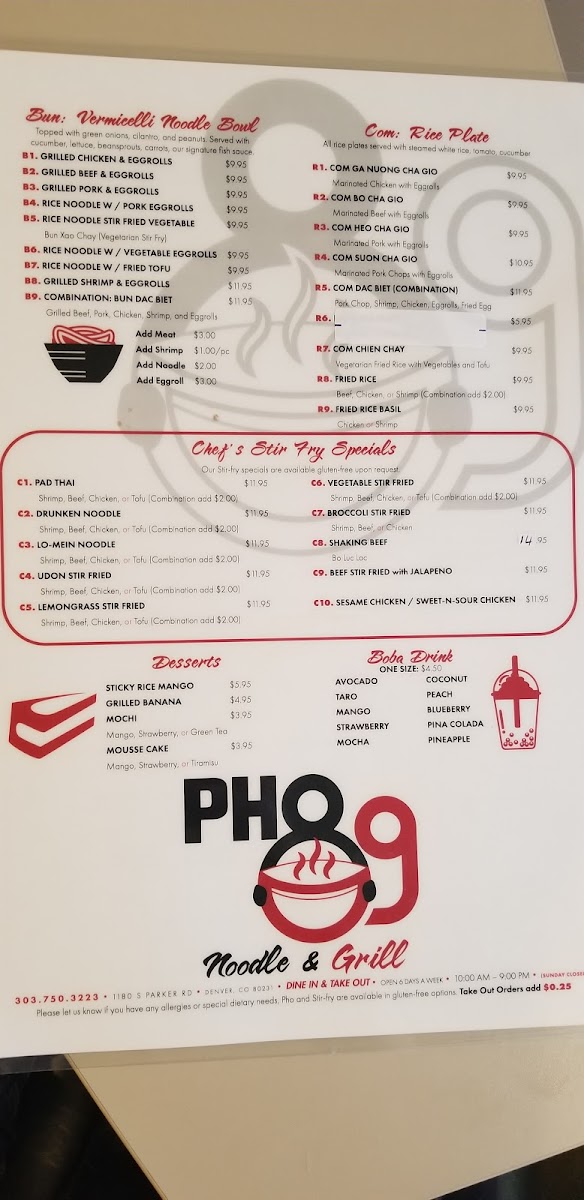 Bun: Vermicelli Noodle Bowl
Topped with green onions, cilantro, and peanuts. Served with
cucumber, lettuce, beansprouts, carrots, our signature fish sauce.
B1. GRILLED CHICKEN & EGGROLLS $9.95
B2. GRILLED BEEF & EGGROLLS $9.95
B3. GRILLED PORK & EGGROLLS $9.95
B4. RICE NOODLE W / PORK EGGROLLS $9.95
B5. RICE NOODLE STIR FRIED VEGETABLE $9.95
Bun Xao Chay (Vegetarian Stir Fry)
B6. RICE NOODLE W / VEGETABLE EGGROLLS $9.95
B7. RICE NOODLE W / FRIED TOFU $9.95
B8. GRILLED SHRIMP & EGGROLLS $11.95
B9. COMBINATION: BUN DAC BIET $11.95
Grilled Beef, Pork, Chicken, Shrimp, and Eggrolls
Add Meat $3.00
Add Shrimp $1.00/pc
Add Noodle $2.00
Add Eggroll $3.00
Com: Rice Plate
All rice plates served with steamed white rice, tomato, cucumber
R1. COM GA NUONG CHA GIO $9.95
Marinated Chicken with Eggrolls
R2. COM BO CHA GIO $9.95
Marinated Beef with Eggrolls
R3. COM HEO CHA GIO $9.95
Marinated Pork with Eggrolls
R4. COM SUON CHA GIO $10.95
Marinated Pork Chops with Eggrolls
R5. COM DAC BIET (COMBINATION) $11.95
Pork Chop, Shrimp, Chicken, Eggrolls, Fried Egg
R6. $5.95
R7. COM CHIEN CHAY $9.95
Vegetarian Fried Rice with Vegetables and Tofu
R8. FRIED RICE $9.95
Beef, Chicken, or Shrimp (Combination add $2.00)
R9. FRIED RICE BASIL $9.95
Chicken or Shrimp
Chef's Stir Fry Specials
Our Stir-fry specials are available gluten-free upon request.
C1. PAD THAI $11.95
Shrimp, Beef, Chicken, or Tofu (Combination add $2.00)
C2. DRUNKEN NOODLE $11.95
Shrimp, Beef, Chicken, or Tofu (Combination add $2.00)
C3. LO-MEIN NOODLE $11.95
Shrimp, Beef, Chicken, or Tofu (Combination add $2.00)
C4. UDON STIR FRIED $11.95
Shrimp, Beef, Chicken, or Tofu (Combination add $2.00)
C5. LEMONGRASS STIR FRIED $11.95
Shrimp, Beef, Chicken, or Tofu (Combination add $2.00)
C6. VEGETABLE STIR FRIED $11.95
Shrimp, Beef, Chicken, or Tofu (Combination add $2.00)
C7. BROCCOLI STIR FRIED $11.95
Shrimp, Beef, or Chicken
C8. SHAKING BEEF 14.95
Bo Luc Lac
C9. BEEF STIR FRIED with JALAPENO $11.95
C10. SESAME CHICKEN / SWEET-N-SOUR CHICKEN $11.95
Desserts
STICKY RICE MANGO $5.95
GRILLED BANANA $4.95
MOCHI $3.95
Mango, Strawberry, or Green Tea
MOUSSE CAKE $3.95
Mango, Strawberry, or Tiramisu
Boba Drink
ONE SIZE: $4.50
AVOCADO COCONUT
TARO PEACH
MANGO BLUEBERRY
STRAWBERRY PINA COLADA
MOCHA PINEAPPLE
PHO 89
Noodle & Grill
303.750.3223 • 1180 S PARKER RD • DENVER, CO 80231 • DINE IN & TAKE OUT • OPEN 6 DAYS A WEEK • 10:00 AM – 9:00 PM • (SUNDAY CLOSE
Please let us know if you have any allergies or special dietary needs. Pho and Stir-fry are available in gluten-free options. Take Out Orders add $0.25